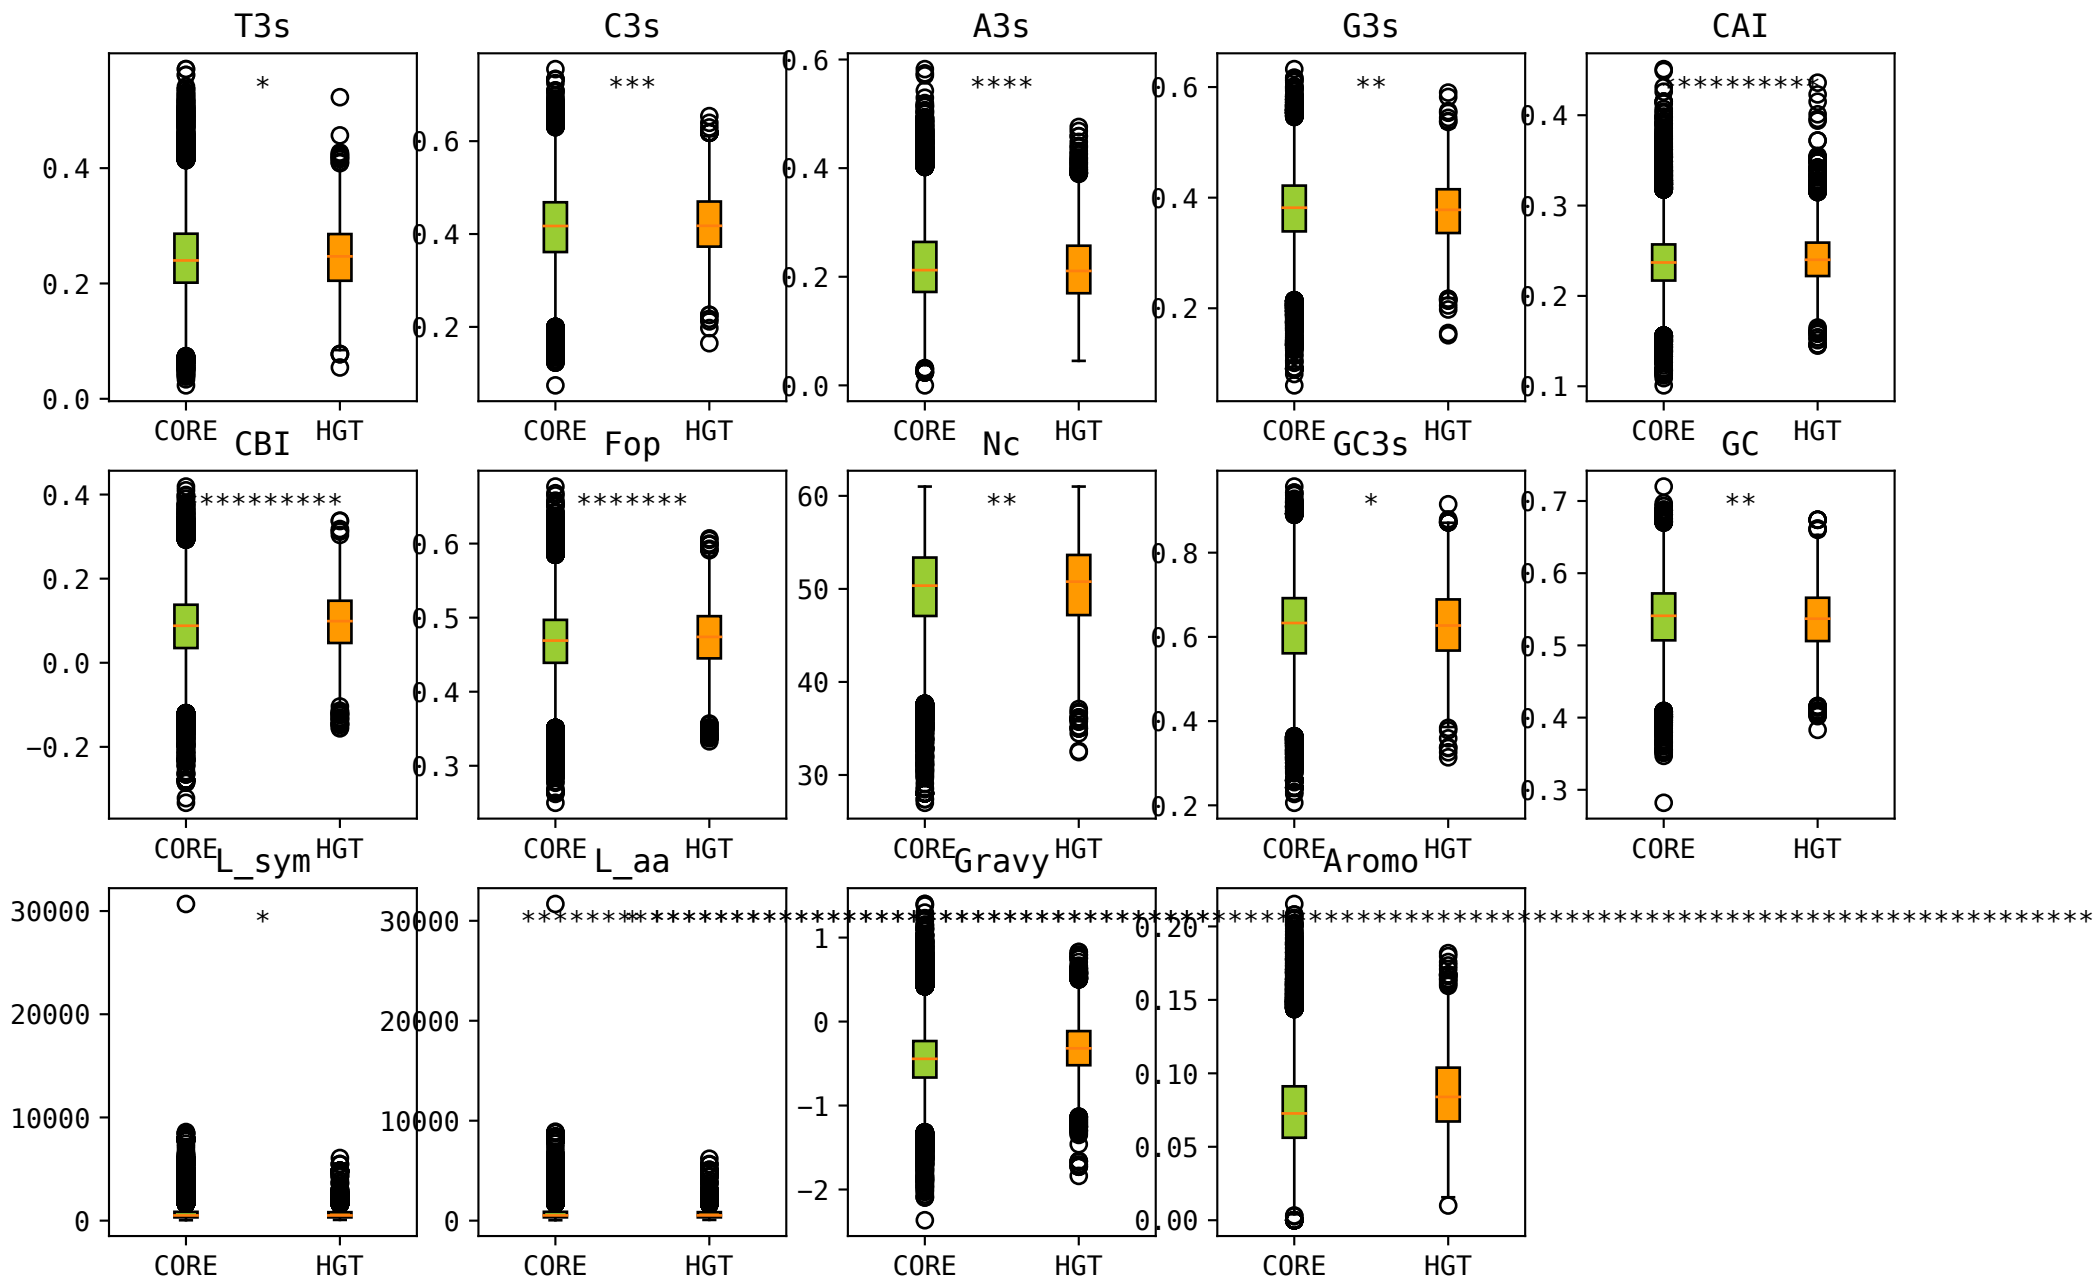 T3s C3s A3s G3s CAI
* *** **** ** **********
0.4 0.2 0.0
0.6 0.4 0.2
0.6 0.4 0.2 0.0
0.6 0.4 0.2
0.4 0.3 0.2 0.1
CORE HGT CORE HGT CORE HGT CORE HGT CORE HGT
CBI Fop Nc GC3s GC
******* ** * **
0.4 0.2 0.0 −0.2
0.6 0.5 0.4 0.3
60 50 40 30
0.8 0.6 0.4 0.2
0.7 0.6 0.5 0.4 0.3
CORE HGT CORE HGT CORE HGT CORE HGT CORE HGT
L_sym L_aa Gravy Aromo
*
30000 20000 10000 0
30000 20000 10000 0
1 0 −1 −2
0.20 0.15 0.10 0.05 0.00
CORE HGT CORE HGT CORE HGT CORE HGT